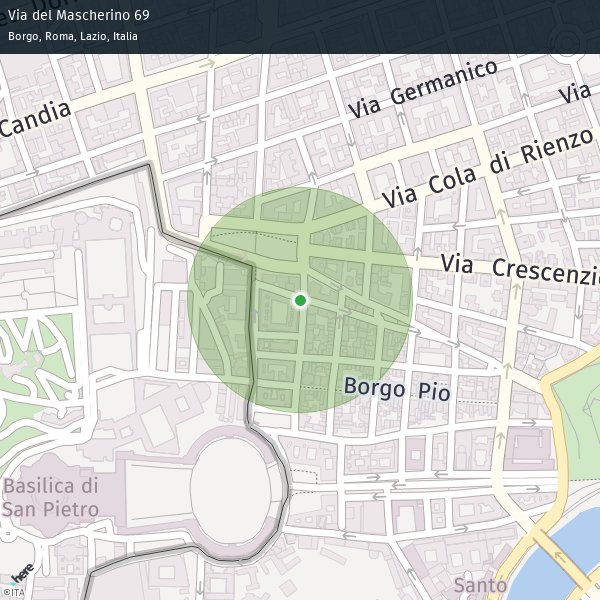 Via del Mascherino 69
Borgo, Roma, Lazio, Italia
Via Germanico
Via
Candia
Via Cola di Rienzo
Via Crescenzio
Borgo Pio
Basilica di
San Pietro
Santo
here
©ITA